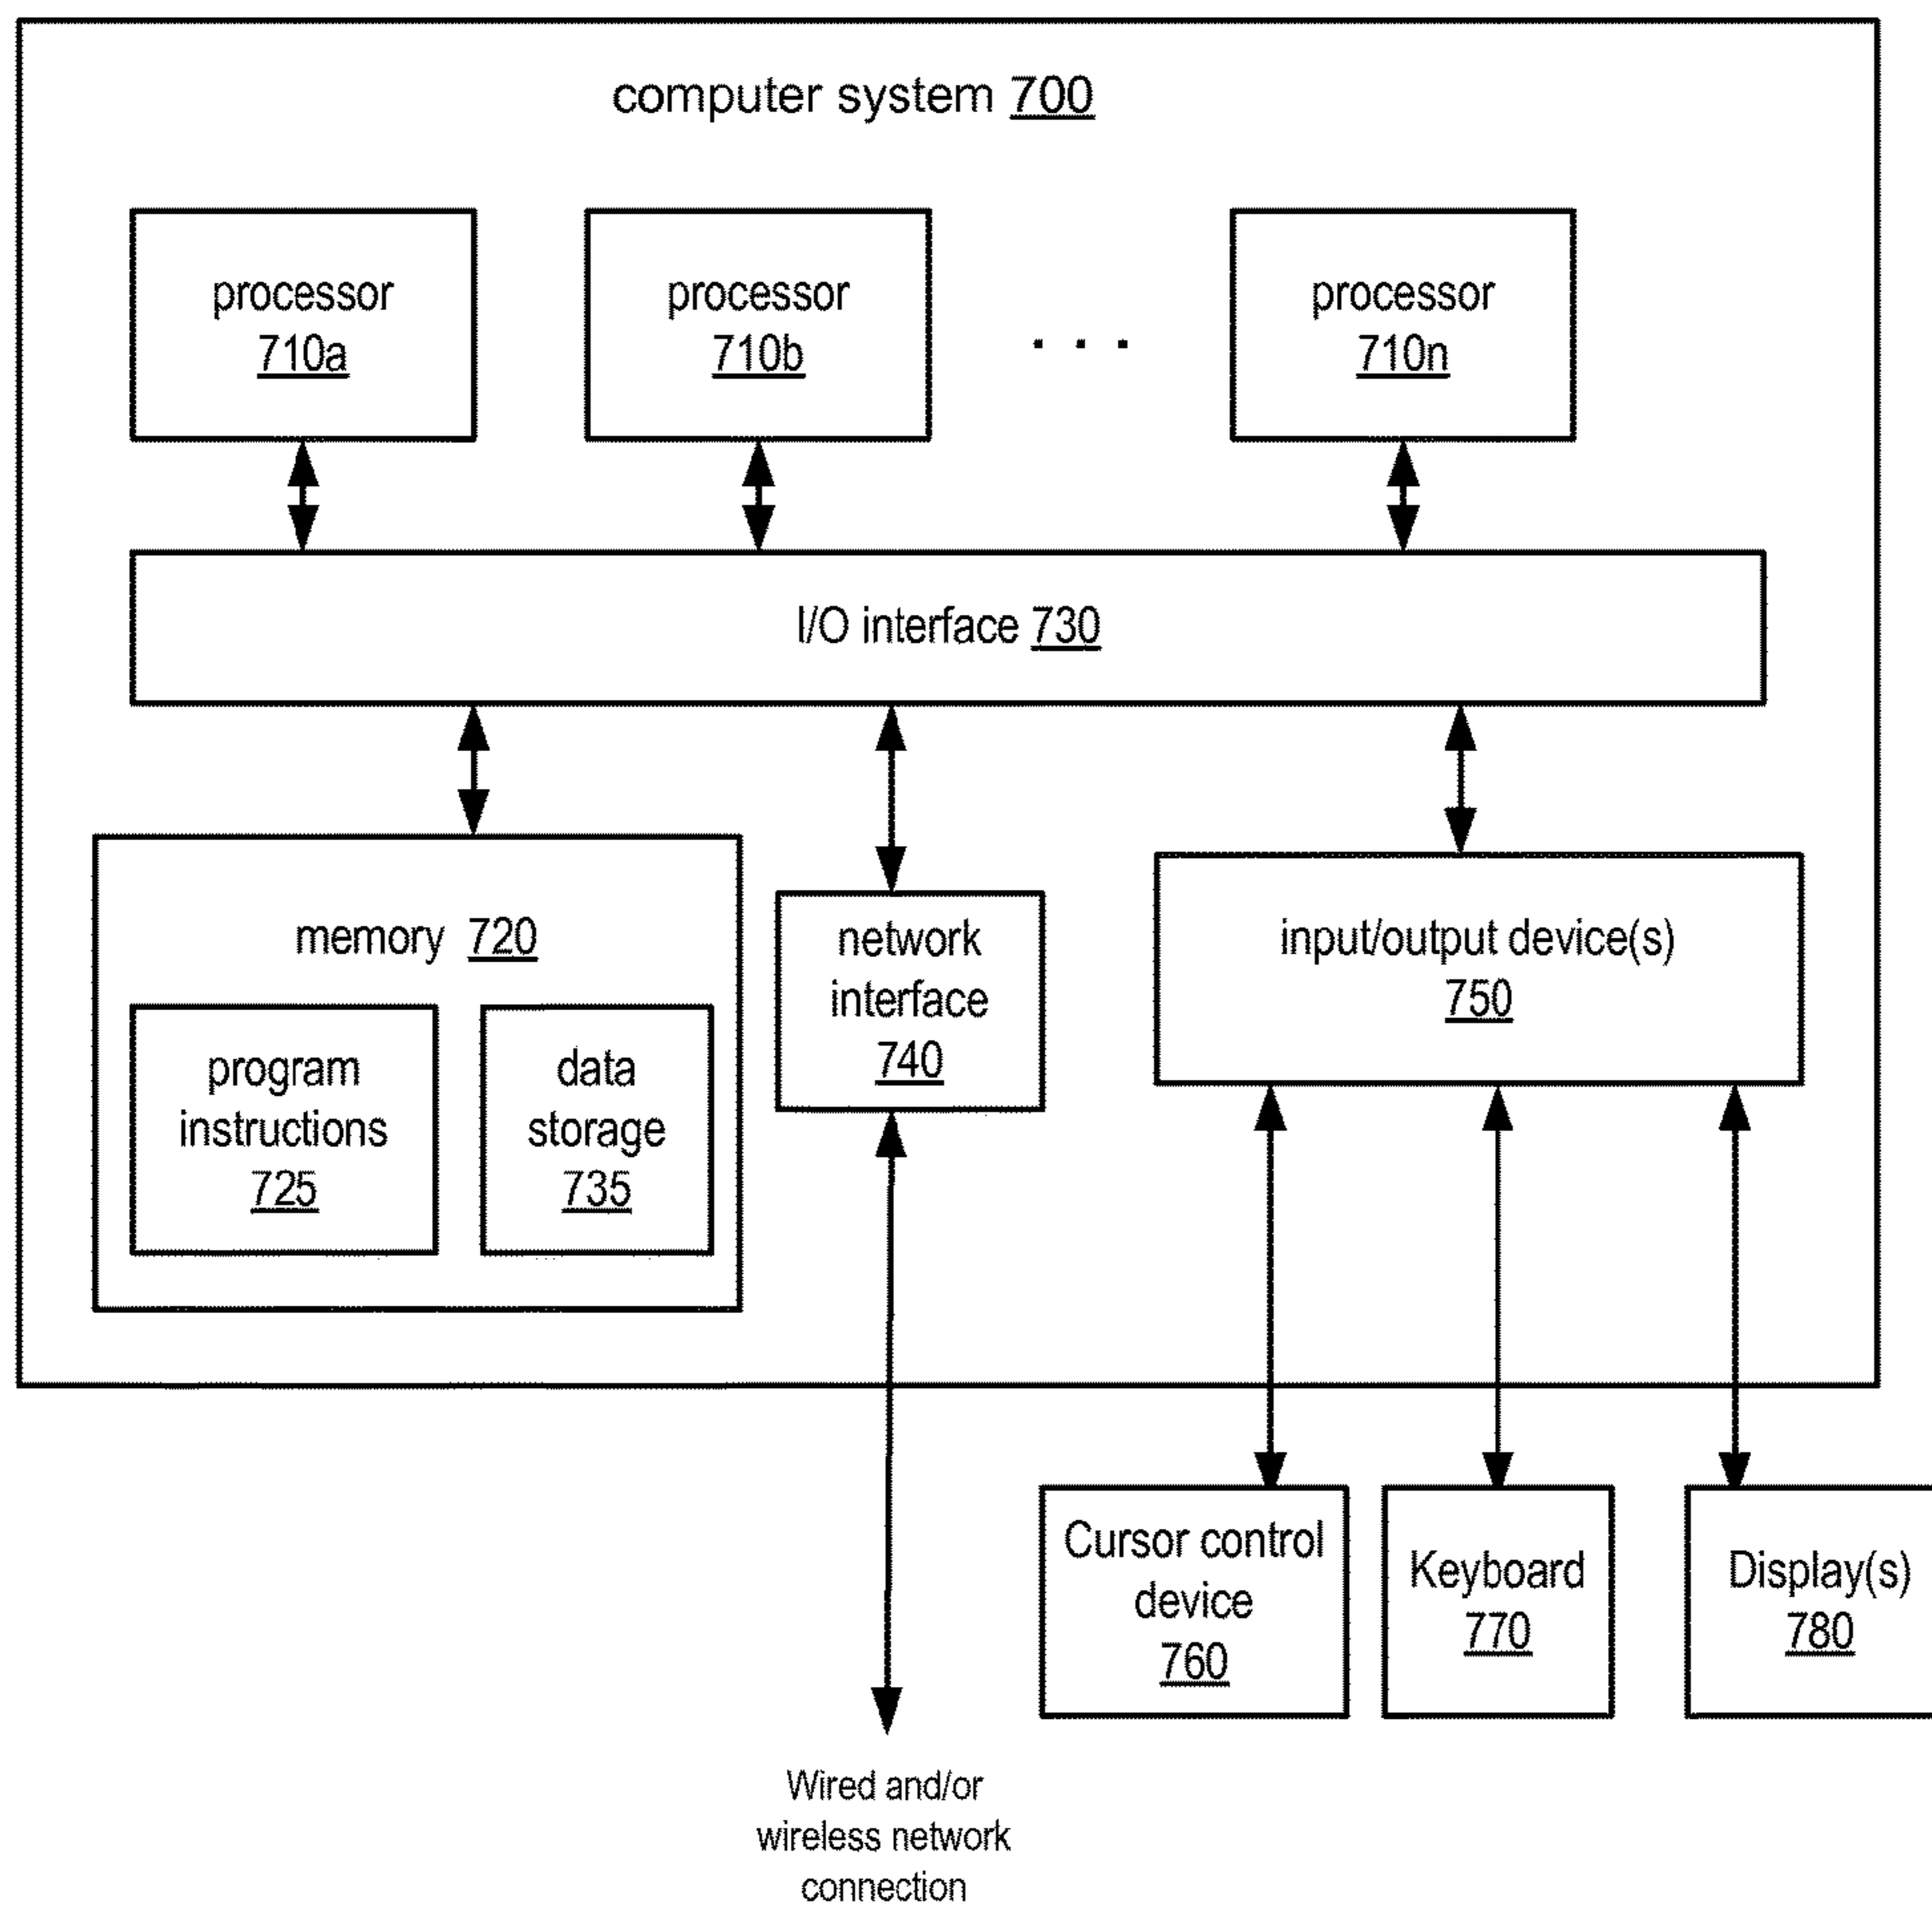 computer system 700
processor
710a
processor
710b
. . .
processor
710n
I/O interface 730
memory 720
program
instructions
725
data
storage
735
network
interface
740
input/output device(s)
750
Cursor control
device
760
Keyboard
770
Display(s)
780
Wired and/or
wireless network
connection